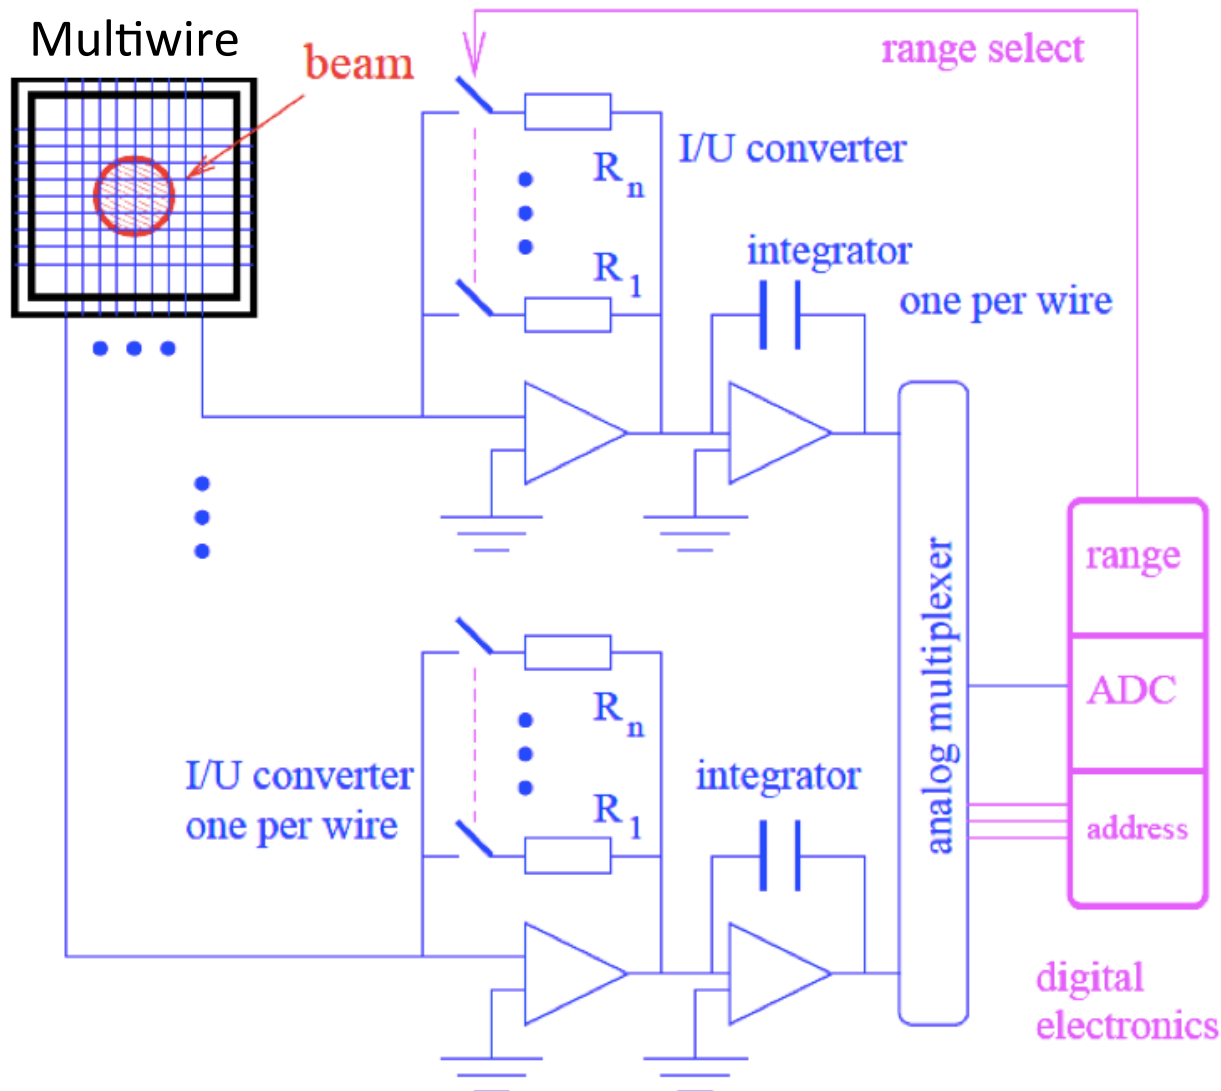 Multiwire
beam
range select
I/U converter
R n
integrator
R 1
one per wire
range
analog multiplexer
ADC
R n
I/U converter
one per wire
integrator
R 1
address
digital
electronics